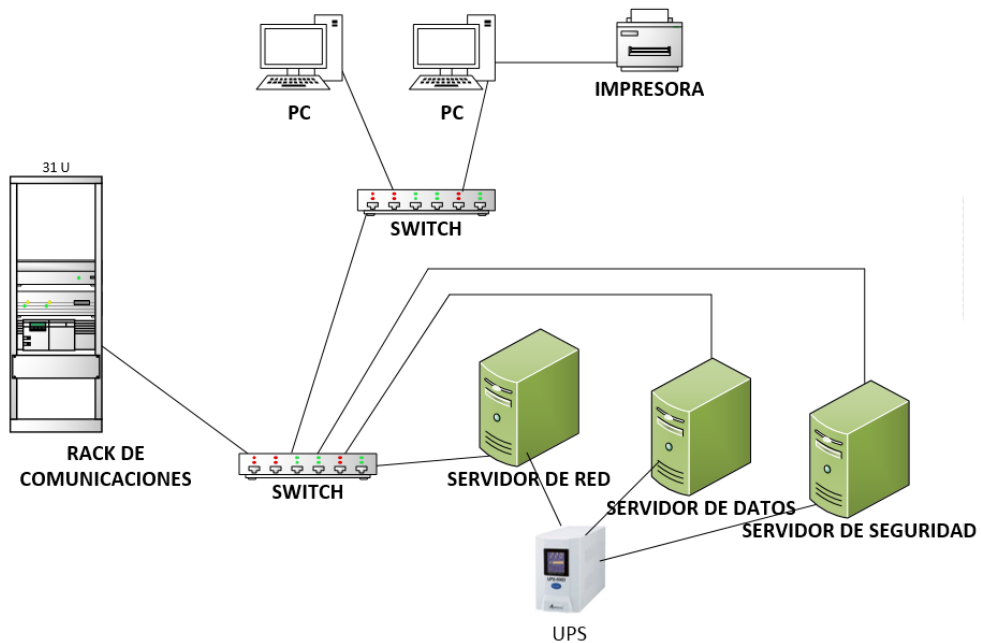 IMPRESORA
PC
PC
31 U
SWITCH
RACK DE
COMUNICACIONES
SWITCH
SERVIDOR DE RED
SERVIDOR DE DATOS
SERVIDOR DE SEGURIDAD
UPS